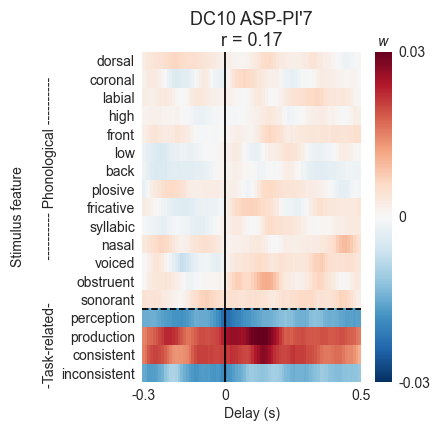 DC10 ASP-PI'7
r = 0.17
w
0.03
0
-0.03
Stimulus feature
---------- Phonological ----------
-Task-related-
dorsal
coronal
labial
high
front
low
back
plosive
fricative
syllabic
nasal
voiced
obstruent
sonorant
perception
production
consistent
inconsistent
-0.3
0
0.5
Delay (s)